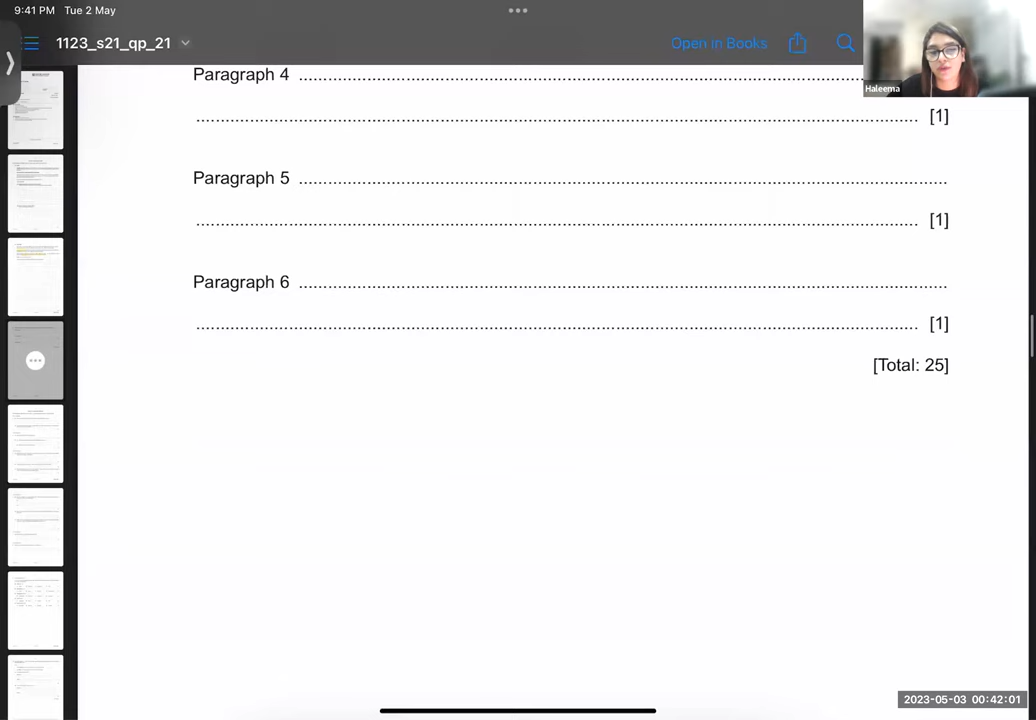 9:41 PM Tue 2 May
1123_s21_qp_21
Open in Books
Haleema
Paragraph 4 ..........
.......... [1]
Paragraph 5 ..........
.......... [1]
Paragraph 6 ..........
.......... [1]
[Total: 25]
2023-05-03 00:42:01